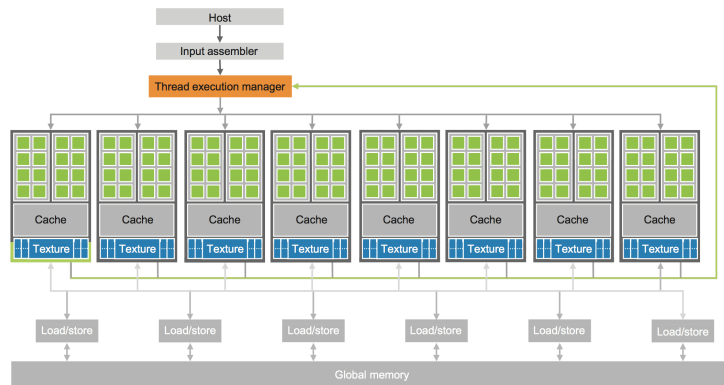 Host
Input assembler
Thread execution manager
Cache Cache Cache Cache Cache Cache Cache Cache
Texture Texture Texture Texture Texture Texture Texture Texture
Load/store Load/store Load/store Load/store Load/store Load/store
Global memory